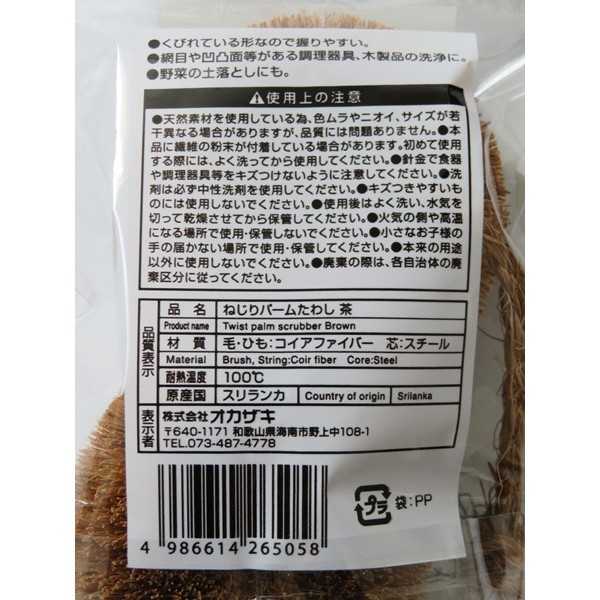 ●くびれている形なので握りやすい。
●網目や凹凸面等がある調理器具、木製品の洗浄に。
●野菜の土落としにも。
⚠使用上の注意
●天然素材を使用している為、色ムラやニオイ、サイズが若
干異なる場合がありますが、品質には問題ありません。●本
品に繊維の粉末が付着している場合があります。初めて使用
する際には、よく洗ってから使用してください。●針金で食器
や調理器具等をキズつけないように注意してください。●洗
剤は必ず中性洗剤を使用してください。●キズつきやすいも
のには使用しないでください。●使用後はよく洗い、水気を
切って乾燥させてから保管してください。●火気の側や高温
になる場所で使用・保管しないでください。●小さなお子様の
手の届かない場所で使用・保管してください。●本来の用途
以外に使用しないでください。●廃棄の際は、各自治体の廃
棄区分に従ってください。
品質表示
品 名 ねじりパームたわし 茶
Product name Twist palm scrubber Brown
材 質 毛・ひも:コイアファイバー 芯:スチール
Material Brush, String:Coir fiber Core:Steel
耐熱温度 100℃
原産国 スリランカ Country of origin Srilanka
表示者
株式会社オカザキ
〒640-1171 和歌山県海南市野上中108-1
TEL.073-487-4778
プラ 袋:PP
4 986614 265058